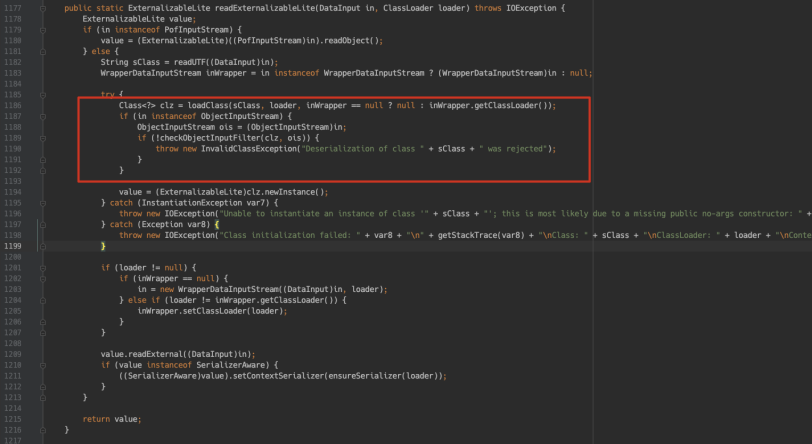 1177 public static ExternalizableLite readExternalizableLite(DataInput in, ClassLoader loader) throws IOException {
1178 ExternalizableLite value;
1179 if (in instanceof PofInputStream) {
1180 value = (ExternalizableLite)((PofInputStream)in).readObject();
1181 } else {
1182 String sClass = readUTF((DataInput)in);
1183 WrapperDataInputStream inWrapper = in instanceof WrapperDataInputStream ? (WrapperDataInputStream)in : null;
1184
1185 try {
1186 Class<?> clz = loadClass(sClass, loader, inWrapper == null ? null : inWrapper.getClassLoader());
1187 if (in instanceof ObjectInputStream) {
1188 ObjectInputStream ois = (ObjectInputStream)in;
1189 if (!checkObjectInputFilter(clz, ois)) {
1190 throw new InvalidClassException("Deserialization of class " + sClass + " was rejected");
1191 }
1192 }
1193
1194 value = (ExternalizableLite)clz.newInstance();
1195 } catch (InstantiationException var7) {
1196 throw new IOException("Unable to instantiate an instance of class '" + sClass + "'; this is most likely due to a missing public no-args constructor: " +
1197 } catch (Exception var8) {
1198 throw new IOException("Class initialization failed: " + var8 + "\n" + getStackTrace(var8) + "\nClass: " + sClass + "\nClassLoader: " + loader + "\nConte
1199 }
1200
1201 if (loader != null) {
1202 if (inWrapper == null) {
1203 in = new WrapperDataInputStream((DataInput)in, loader);
1204 } else if (loader != inWrapper.getClassLoader()) {
1205 inWrapper.setClassLoader(loader);
1206 }
1207 }
1208
1209 value.readExternal((DataInput)in);
1210 if (value instanceof SerializerAware) {
1211 ((SerializerAware)value).setContextSerializer(ensureSerializer(loader));
1212 }
1213 }
1214
1215 return value;
1216 }
1217